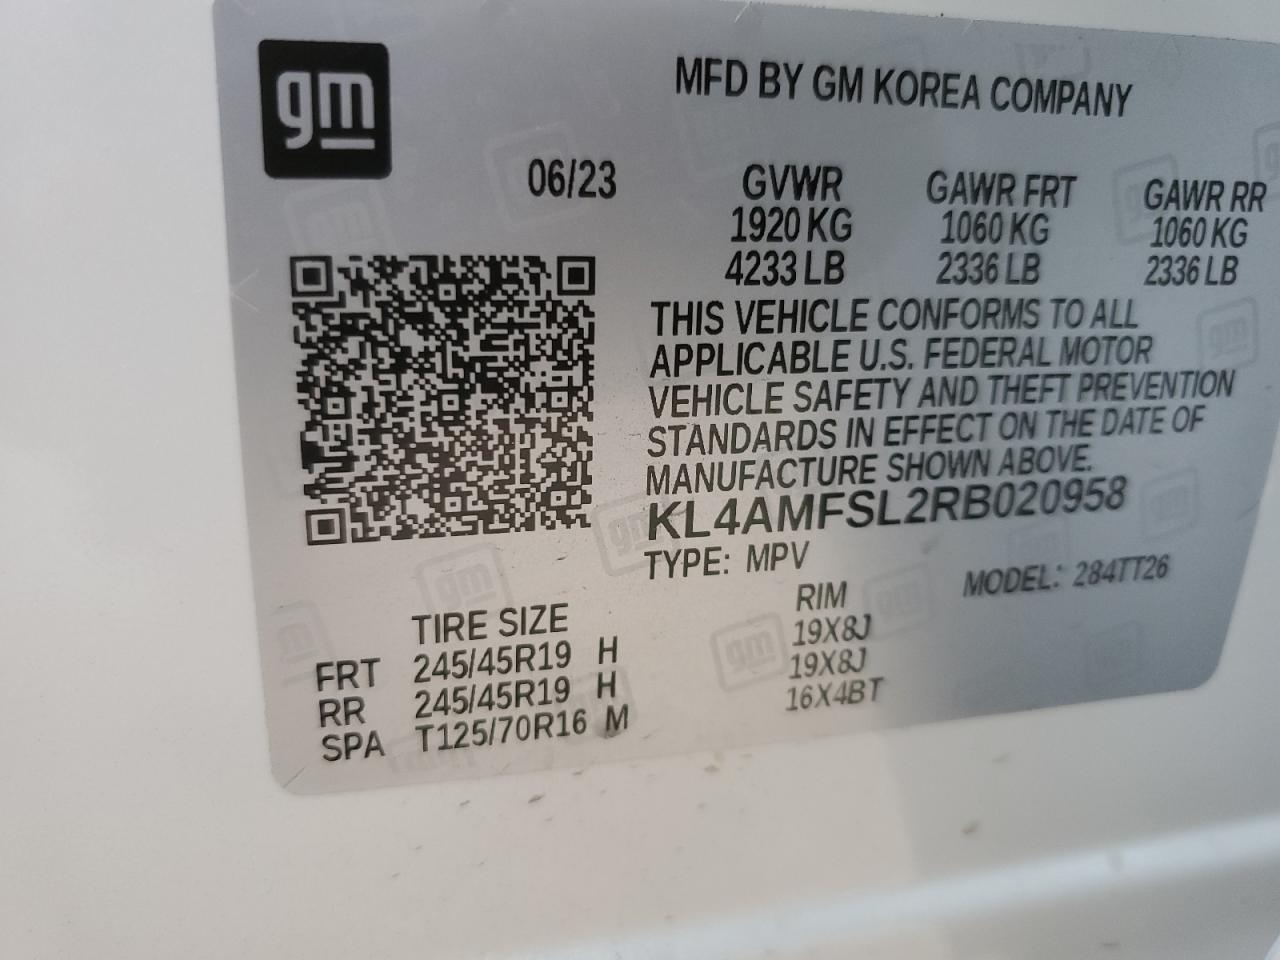 gm
MFD BY GM KOREA COMPANY
06/23
GVWR GAWR FRT GAWR RR
1920 KG 1060 KG 1060 KG
4233 LB 2336 LB 2336 LB
THIS VEHICLE CONFORMS TO ALL
APPLICABLE U.S. FEDERAL MOTOR
VEHICLE SAFETY AND THEFT PREVENTION
STANDARDS IN EFFECT ON THE DATE OF
MANUFACTURE SHOWN ABOVE.
KL4AMFSL2RB020958
TYPE: MPV MODEL: 284TT26
TIRE SIZE RIM
FRT 245/45R19 H 19X8J
RR 245/45R19 H 19X8J
SPA T125/70R16 M 16X4BT